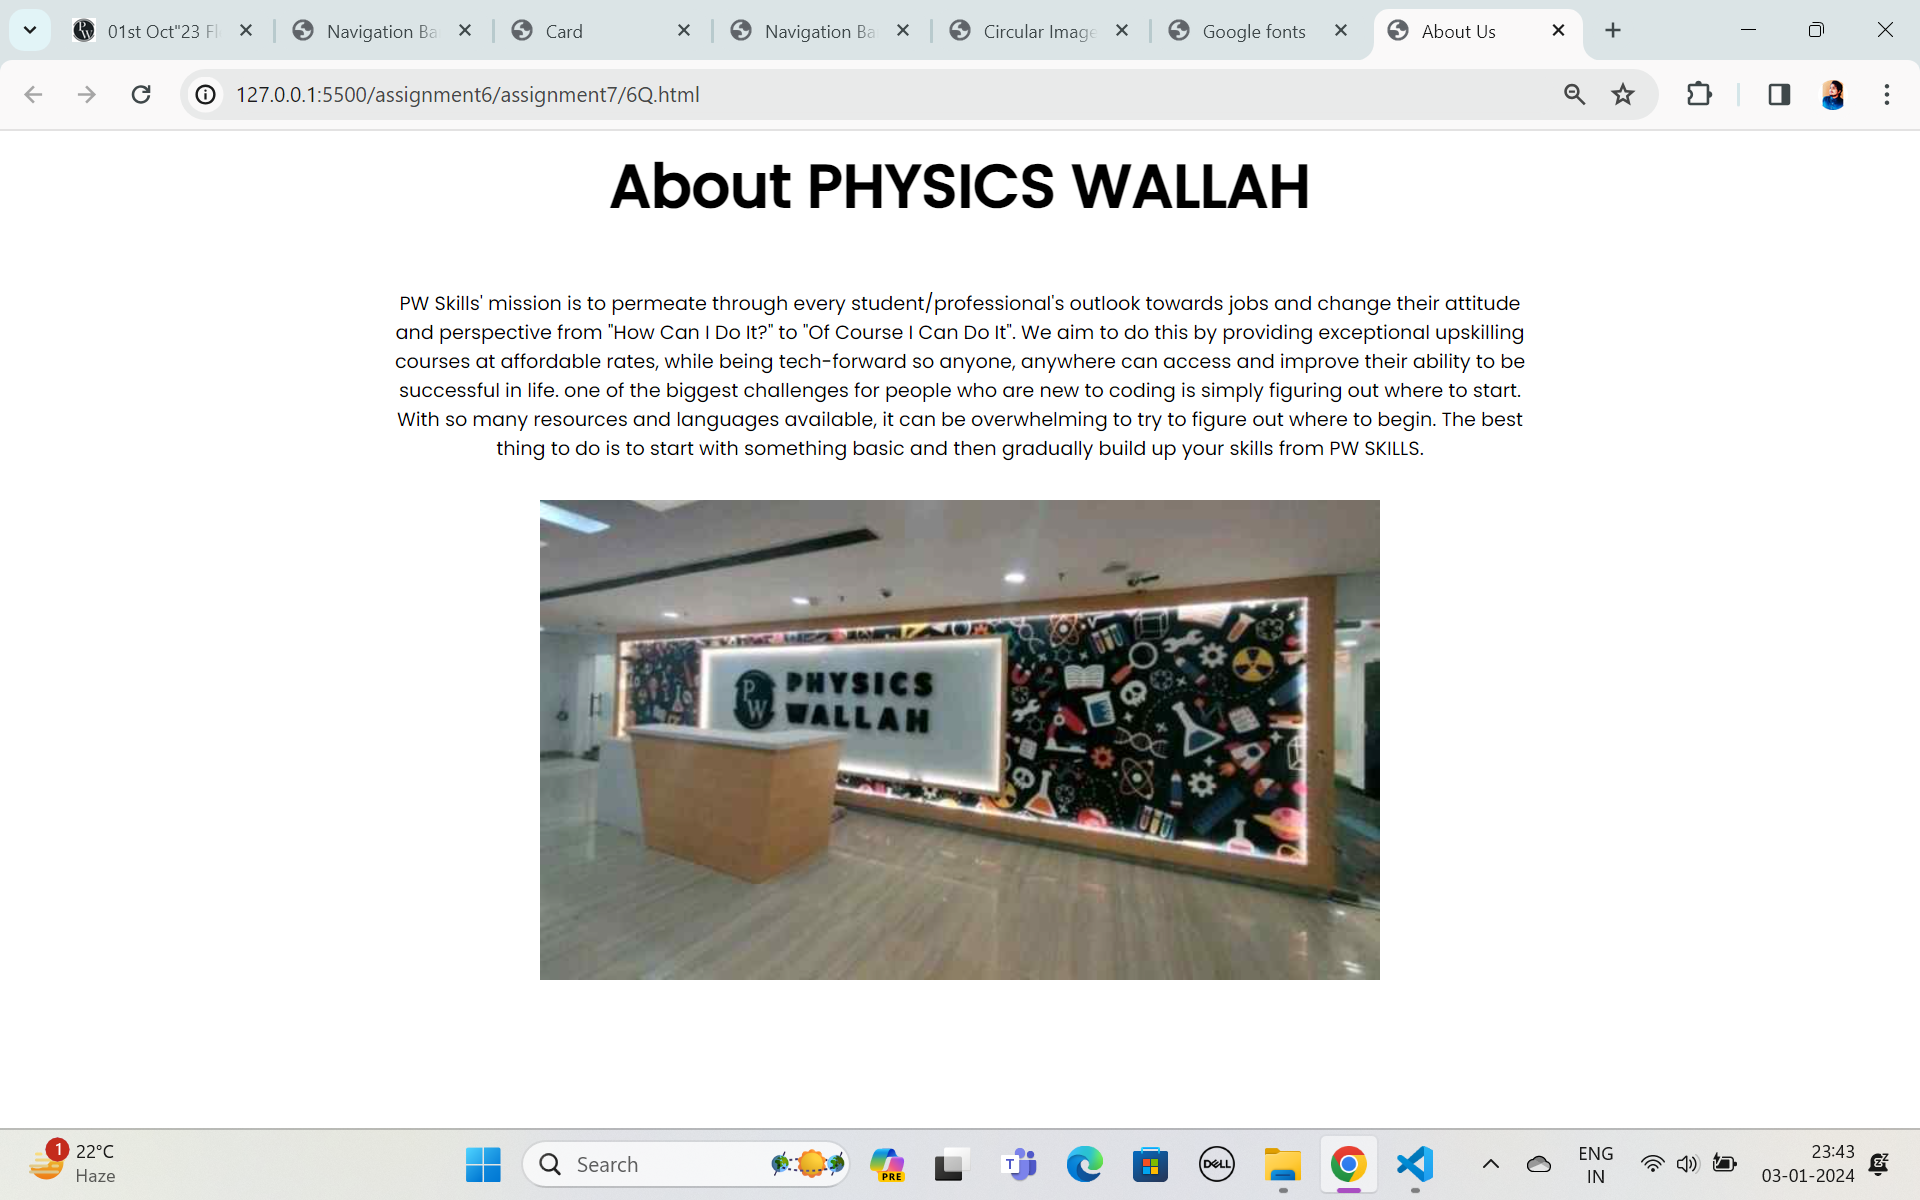 01st Oct"23 Fl
Navigation Ba
Card
Navigation Ba
Circular Image
Google fonts
About Us
127.0.0.1:5500/assignment6/assignment7/6Q.html
About PHYSICS WALLAH
PW Skills' mission is to permeate through every student/professional's outlook towards jobs and change their attitude
and perspective from "How Can I Do It?" to "Of Course I Can Do It". We aim to do this by providing exceptional upskilling
courses at affordable rates, while being tech-forward so anyone, anywhere can access and improve their ability to be
successful in life. one of the biggest challenges for people who are new to coding is simply figuring out where to start.
With so many resources and languages available, it can be overwhelming to try to figure out where to begin. The best
thing to do is to start with something basic and then gradually build up your skills from PW SKILLS.
PW
PHYSICS
WALLAH
1
22°C
Haze
Search
PRE
T
DELL
ENG
IN
23:43
03-01-2024